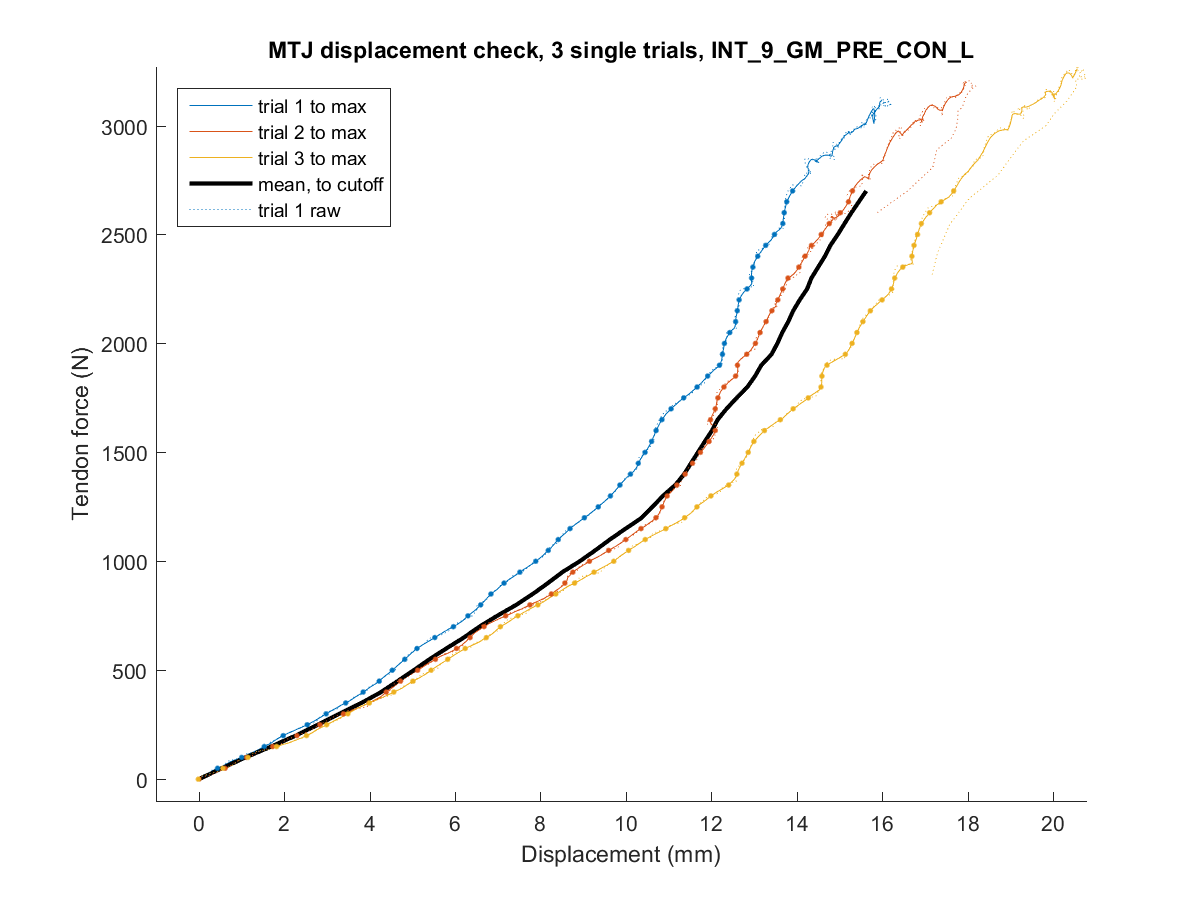 MTJ displacement check, 3 single trials, INT_9_GM_PRE_CON_L
trial 1 to max
trial 2 to max
trial 3 to max
mean, to cutoff
trial 1 raw
Tendon force (N)
3000
2500
2000
1500
1000
500
0
0 2 4 6 8 10 12 14 16 18 20
Displacement (mm)